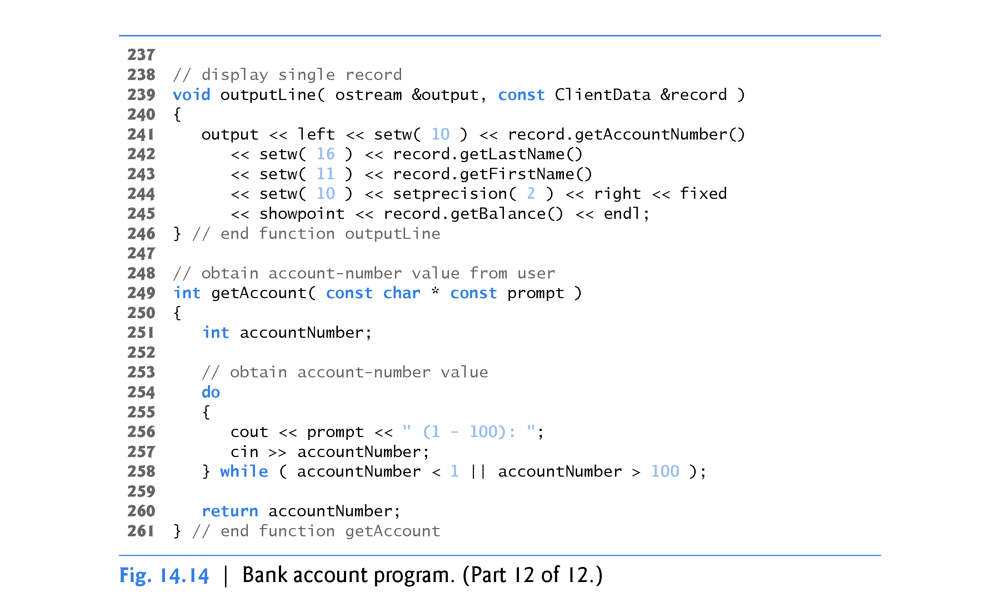 237
238 // display single record
239 void outputLine( ostream &output, const ClientData &record )
240 {
241    output << left << setw( 10 ) << record.getAccountNumber()
242       << setw( 16 ) << record.getLastName()
243       << setw( 11 ) << record.getFirstName()
244       << setw( 10 ) << setprecision( 2 ) << right << fixed
245       << showpoint << record.getBalance() << endl;
246 } // end function outputLine
247
248 // obtain account-number value from user
249 int getAccount( const char * const prompt )
250 {
251    int accountNumber;
252
253    // obtain account-number value
254    do
255    {
256       cout << prompt << " (1 - 100): ";
257       cin >> accountNumber;
258    } while ( accountNumber < 1 || accountNumber > 100 );
259
260    return accountNumber;
261 } // end function getAccount
Fig. 14.14 | Bank account program. (Part 12 of 12.)